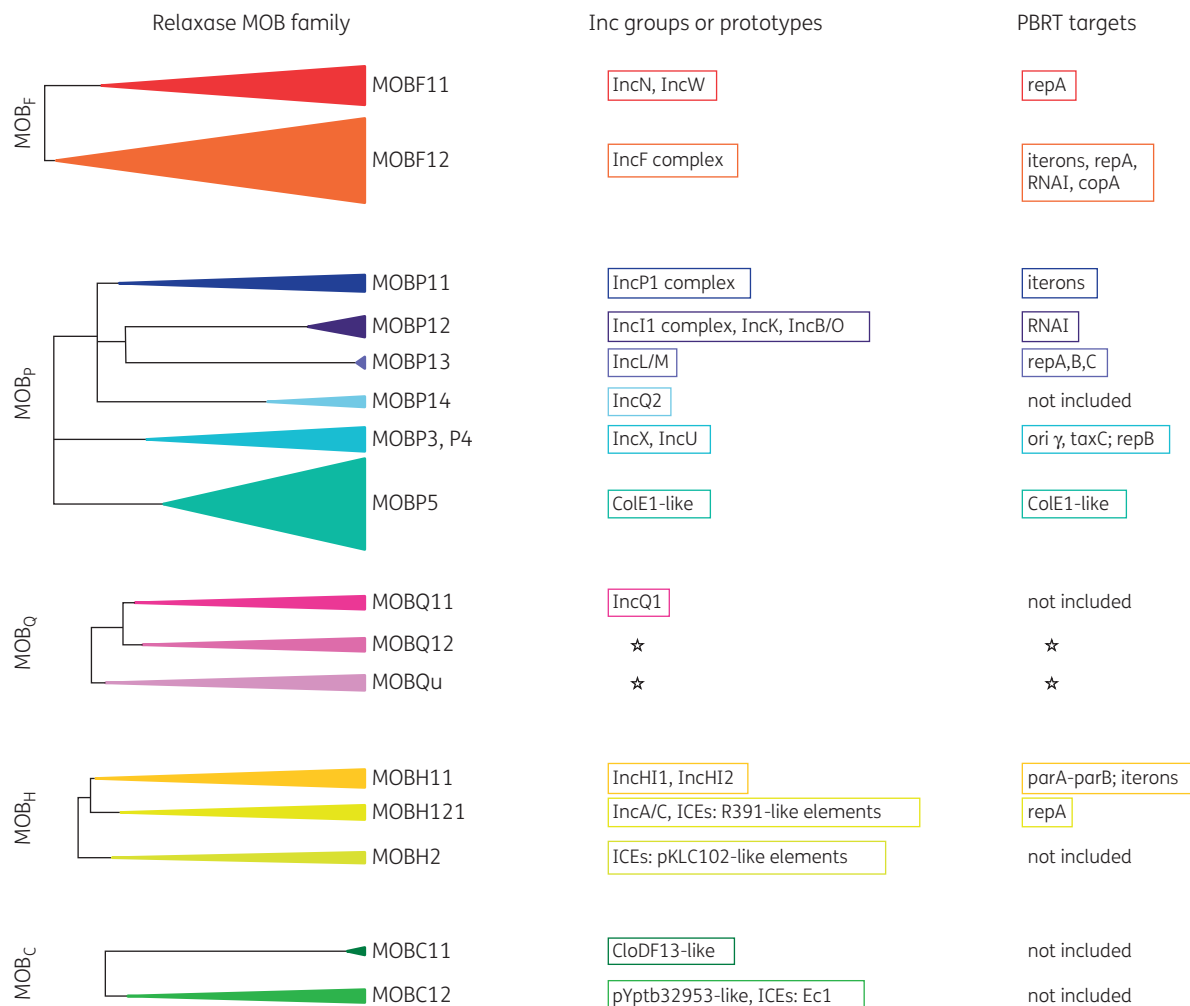 Relaxase MOB family Inc groups or prototypes PBRT targets
MOBF
MOBF11 IncN, IncW repA
MOBF12 IncF complex iterons, repA,
RNAI, copA
MOBP
MOBP11 IncP1 complex iterons
MOBP12 IncI1 complex, IncK, IncB/O RNAI
MOBP13 IncL/M repA,B,C
MOBP14 IncQ2 not included
MOBP3, P4 IncX, IncU ori γ, taxC; repB
MOBP5 ColE1-like ColE1-like
MOBQ
MOBQ11 IncQ1 not included
MOBQ12 ☆ ☆
MOBQu ☆ ☆
MOBH
MOBH11 IncHI1, IncHI2 parA-parB; iterons
MOBH121 IncA/C, ICEs: R391-like elements repA
MOBH2 ICEs: pKLC102-like elements not included
MOBC
MOBC11 CloDF13-like not included
MOBC12 pYptb32953-like, ICEs: Ec1 not included